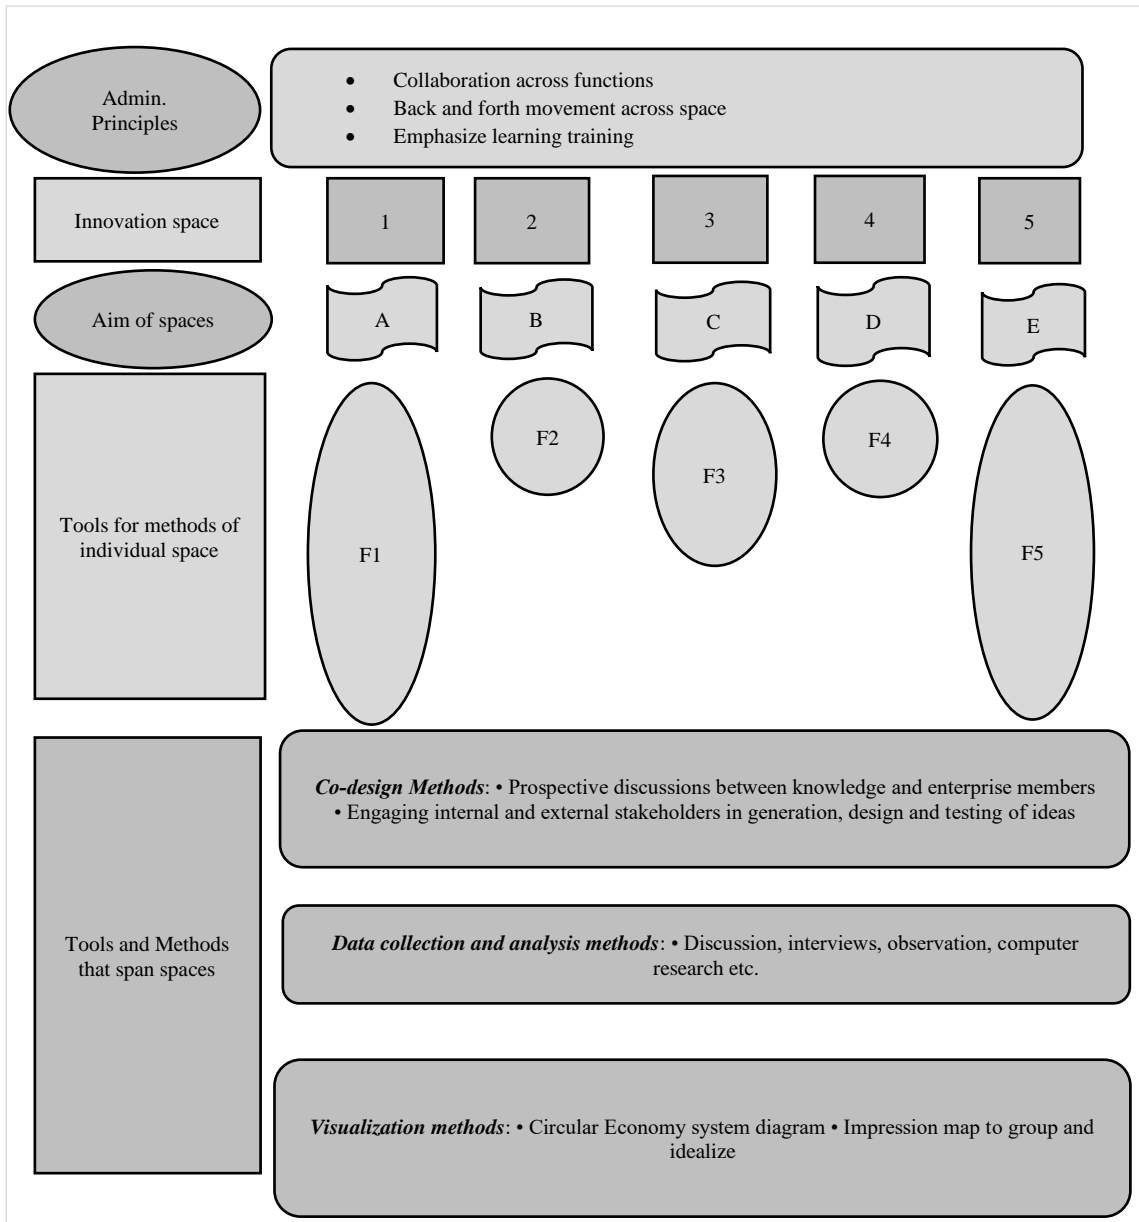 Admin.
Principles
• Collaboration across functions
• Back and forth movement across space
• Emphasize learning training
Innovation space
1
2
3
4
5
Aim of spaces
A
B
C
D
E
Tools for methods of
individual space
F1
F2
F3
F4
F5
Tools and Methods
that span spaces
Co-design Methods: • Prospective discussions between knowledge and enterprise members
• Engaging internal and external stakeholders in generation, design and testing of ideas
Data collection and analysis methods: • Discussion, interviews, observation, computer
research etc.
Visualization methods: • Circular Economy system diagram • Impression map to group and
idealize